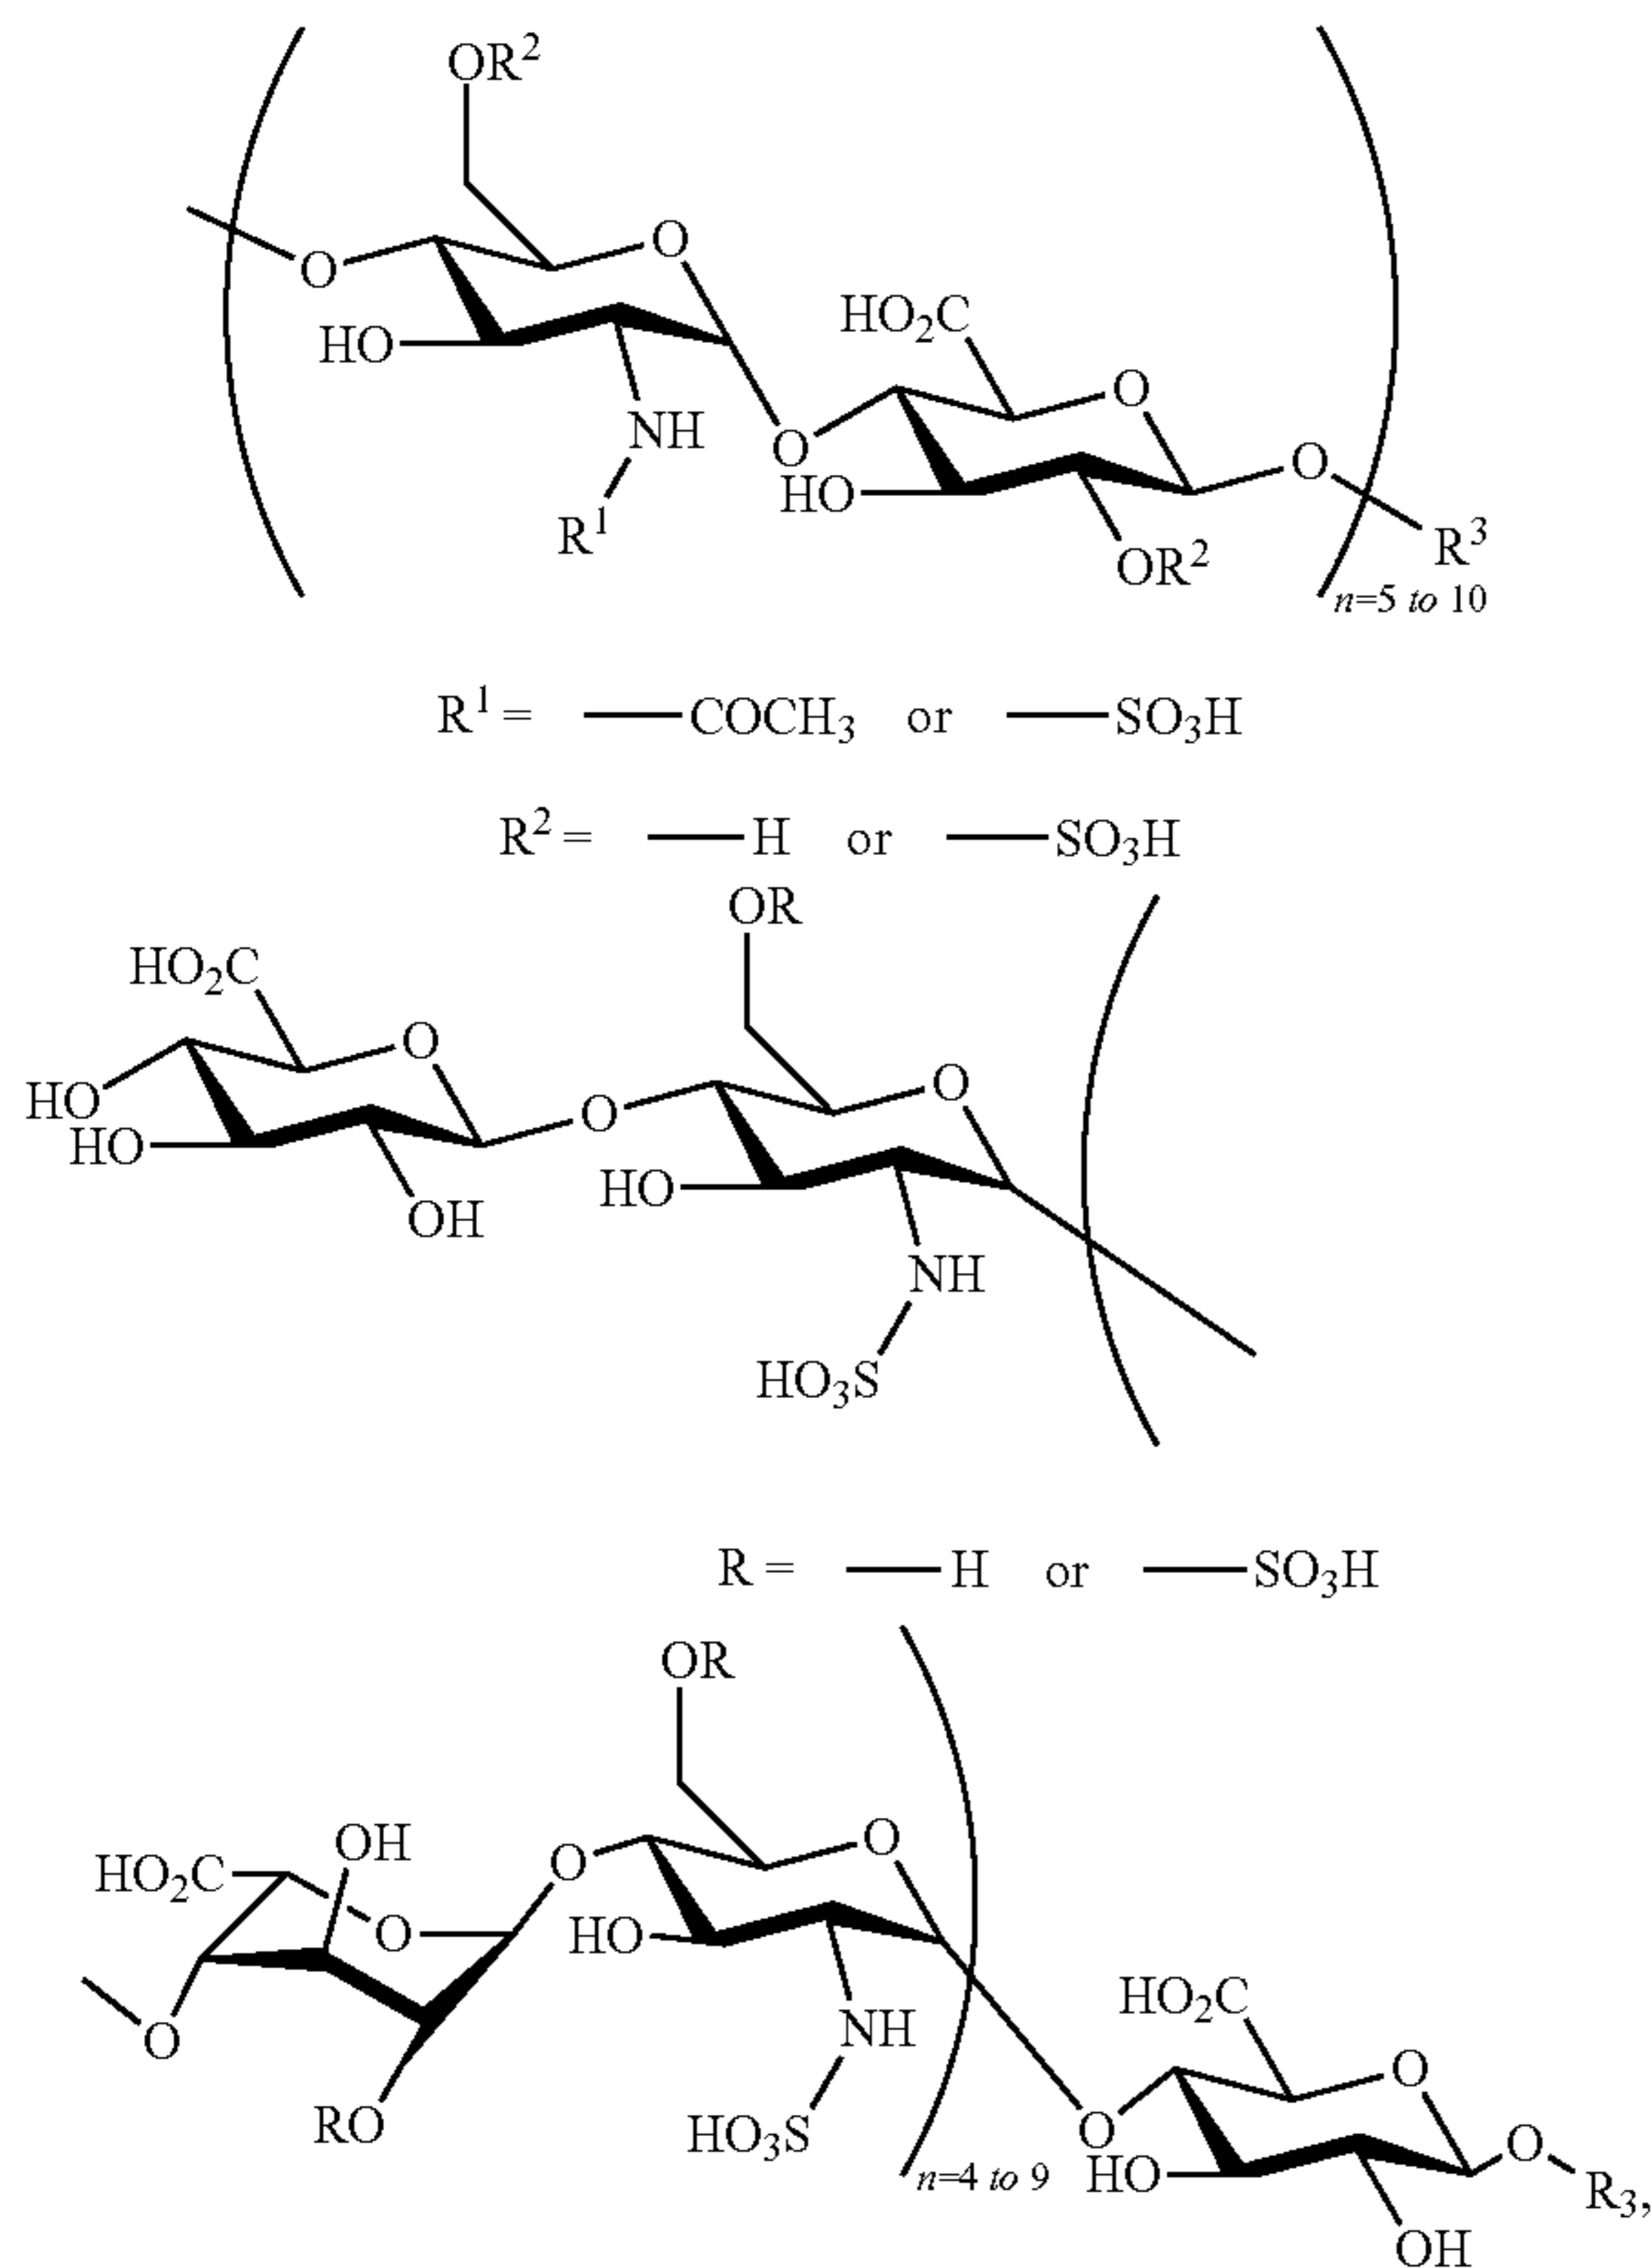 OR²
O
O
HO₂C
HO
NH
O
O
O
HO
R¹
OR²
R³
n=5 to 10
R¹ = —COCH₃ or —SO₃H
R² = —H or —SO₃H
OR
HO₂C
O
O
HO
O
HO
HO
OH
NH
HO₃S
R = —H or —SO₃H
OR
OH
O
HO₂C
O
O
HO
HO₂C
O
NH
O
RO
HO₃S
O
O
n=4 to 9
HO
R₃,
OH